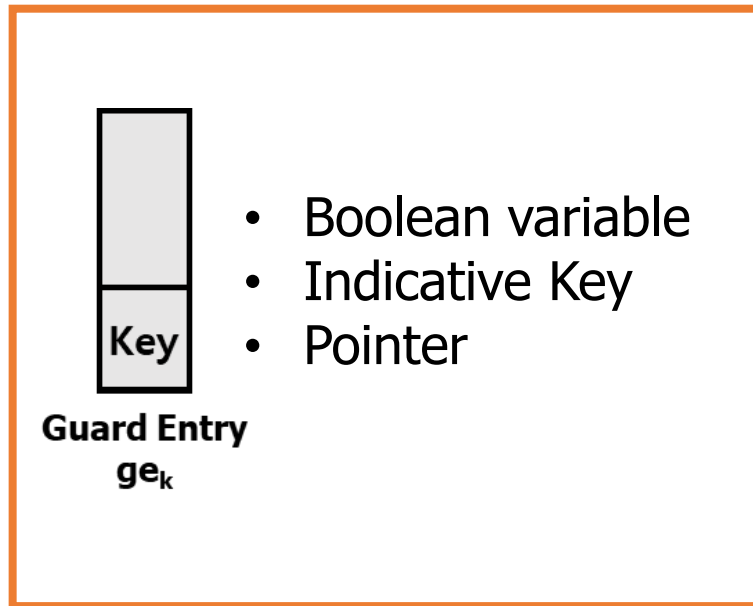 • Boolean variable
• Indicative Key
• Pointer
Key
Guard Entry
geₖ